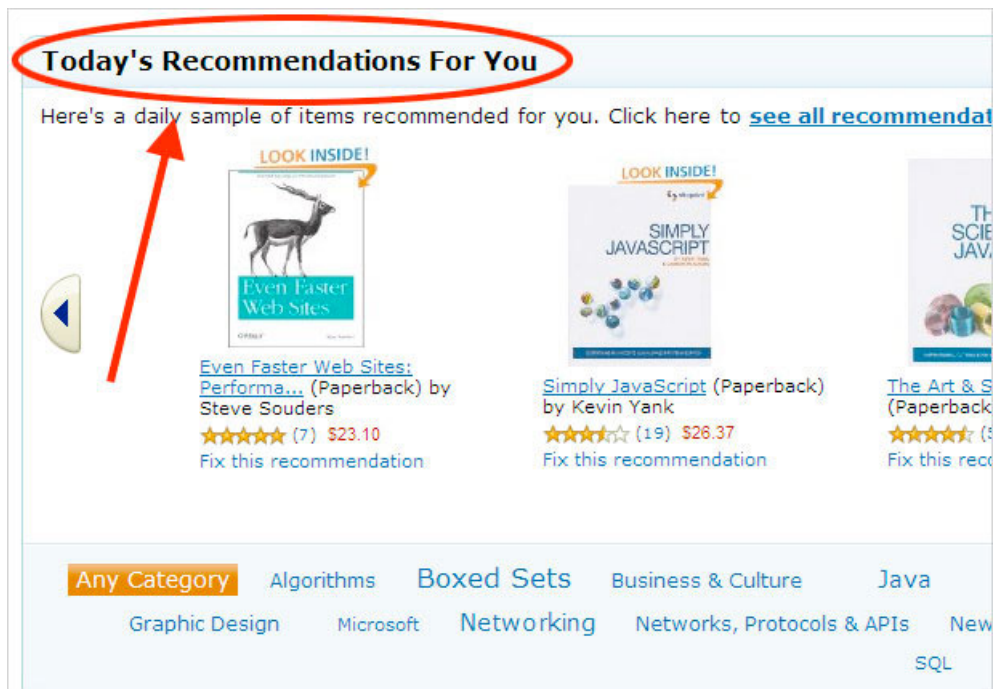 Today's Recommendations For You
Here's a daily sample of items recommended for you. Click here to see all recommendat
LOOK INSIDE!
Even Faster
Web Sites
O'REILLY
LOOK INSIDE!
SIMPLY
JAVASCRIPT
TH
SCIE
JAVA
Even Faster Web Sites:
Performa... (Paperback) by
Steve Souders
(7) $23.10
Fix this recommendation
Simply JavaScript (Paperback)
by Kevin Yank
(19) $26.37
Fix this recommendation
The Art & S
(Paperback
(5
Fix this reco
Any Category Algorithms Boxed Sets Business & Culture Java
Graphic Design Microsoft Networking Networks, Protocols & APIs New
SQL